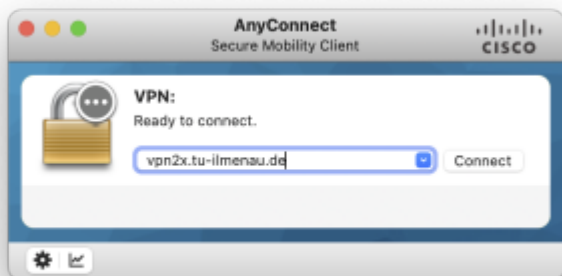 AnyConnect
Secure Mobility Client
CISCO
VPN:
Ready to connect.
vpn2x.tu-ilmenau.de
Connect